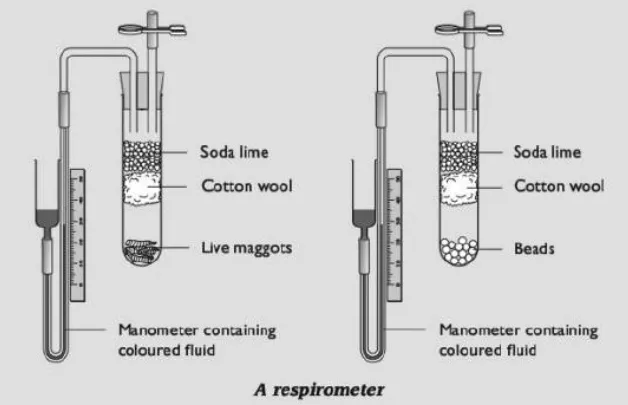 Soda lime
Cotton wool
Live maggots
Manometer containing
coloured fluid
Soda lime
Cotton wool
Beads
Manometer containing
coloured fluid
A respirometer